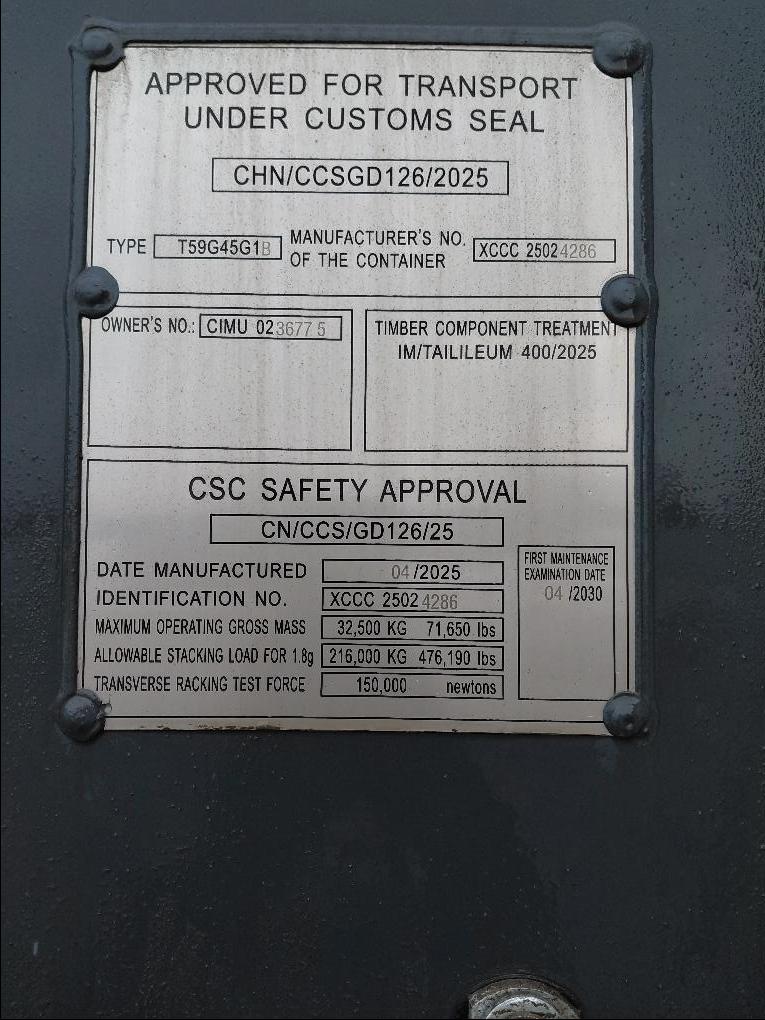 APPROVED FOR TRANSPORT
UNDER CUSTOMS SEAL
CHN/CCSGD126/2025
TYPE T59G45G1B MANUFACTURER'S NO. OF THE CONTAINER XCCC 25024286
OWNER'S NO.: CIMU 023677 5
TIMBER COMPONENT TREATMENT
IM/TAILILEUM 400/2025
CSC SAFETY APPROVAL
CN/CCS/GD126/25
DATE MANUFACTURED 04/2025
IDENTIFICATION NO. XCCC 25024286
MAXIMUM OPERATING GROSS MASS 32,500 KG 71,650 lbs
ALLOWABLE STACKING LOAD FOR 1.8g 216,000 KG 476,190 lbs
TRANSVERSE RACKING TEST FORCE 150,000 newtons
FIRST MAINTENANCE
EXAMINATION DATE
04 /2030